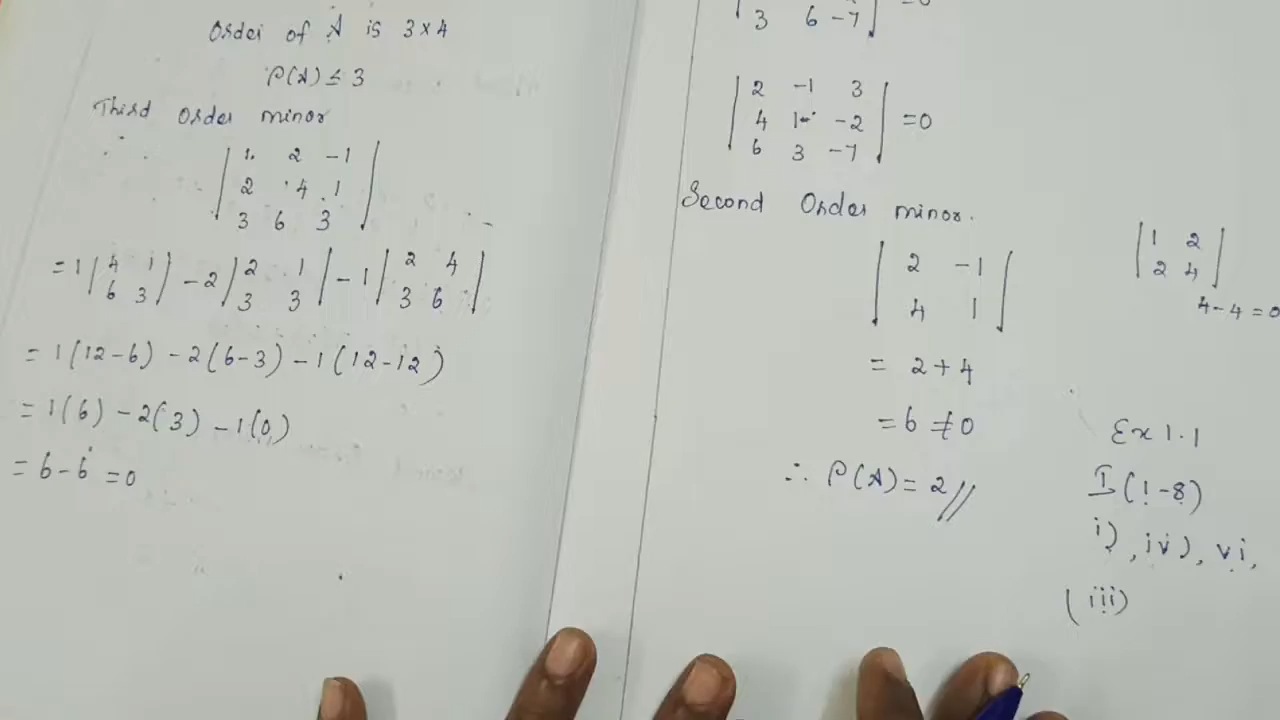 Order of A is 3×4
ρ(A) ≤ 3
Third Order minor
| 1 2 -1 |
| 2 4 1 |
| 3 6 3 |
= 1 | 4 1 | - 2 | 2 1 | - 1 | 2 4 |
| 6 3 | | 3 3 | | 3 6 |
= 1(12-6) -2(6-3) -1(12-12)
= 1(6) -2(3) -1(0)
= 6-6 =0
| 3 6 -7 | =0
| 2 -1 3 |
| 4 1 -2 | =0
| 6 3 -7 |
Second Order minor.
| 2 -1 |
| 4 1 |
= 2+4
= 6 ≠0
∴ ρ(A) = 2//
| 1 2 |
| 2 4 |
4-4=0
Ex 1.1
I (1-8)
i), iv), vi,
(iii)